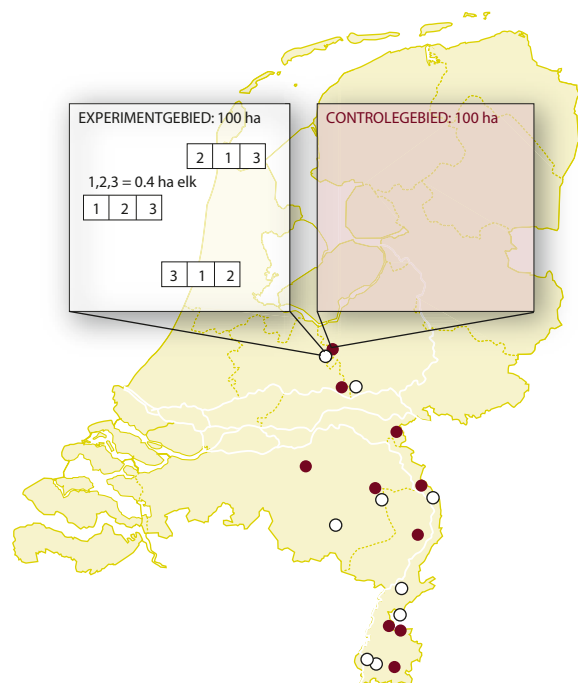 EXPERIMENTGEBIED: 100 ha
2 1 3
1,2,3 = 0.4 ha elk
1 2 3
3 1 2
CONTROLEGEBIED: 100 ha